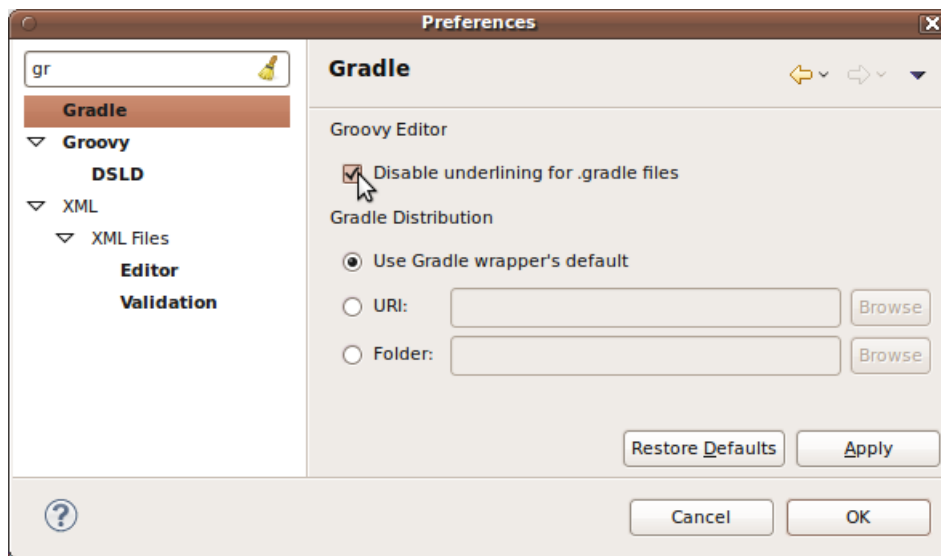 Preferences
gr
Gradle
Groovy
DSLD
XML
XML Files
Editor
Validation
Gradle
Groovy Editor
Disable underlining for .gradle files
Gradle Distribution
Use Gradle wrapper's default
URI:
Browse
Folder:
Browse
Restore Defaults
Apply
?
Cancel
OK